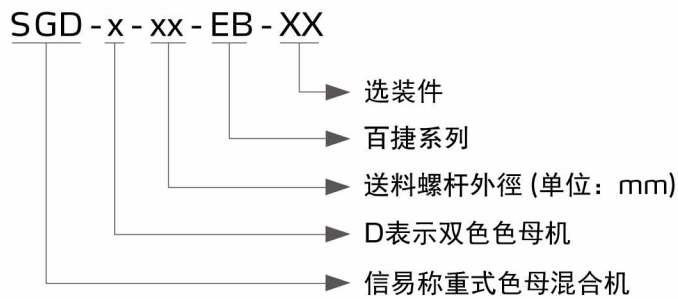 SGD-x-xx-EB-XX
选装件
百捷系列
送料螺杆外徑 (单位：mm)
D表示双色色母机
信易称重式色母混合机